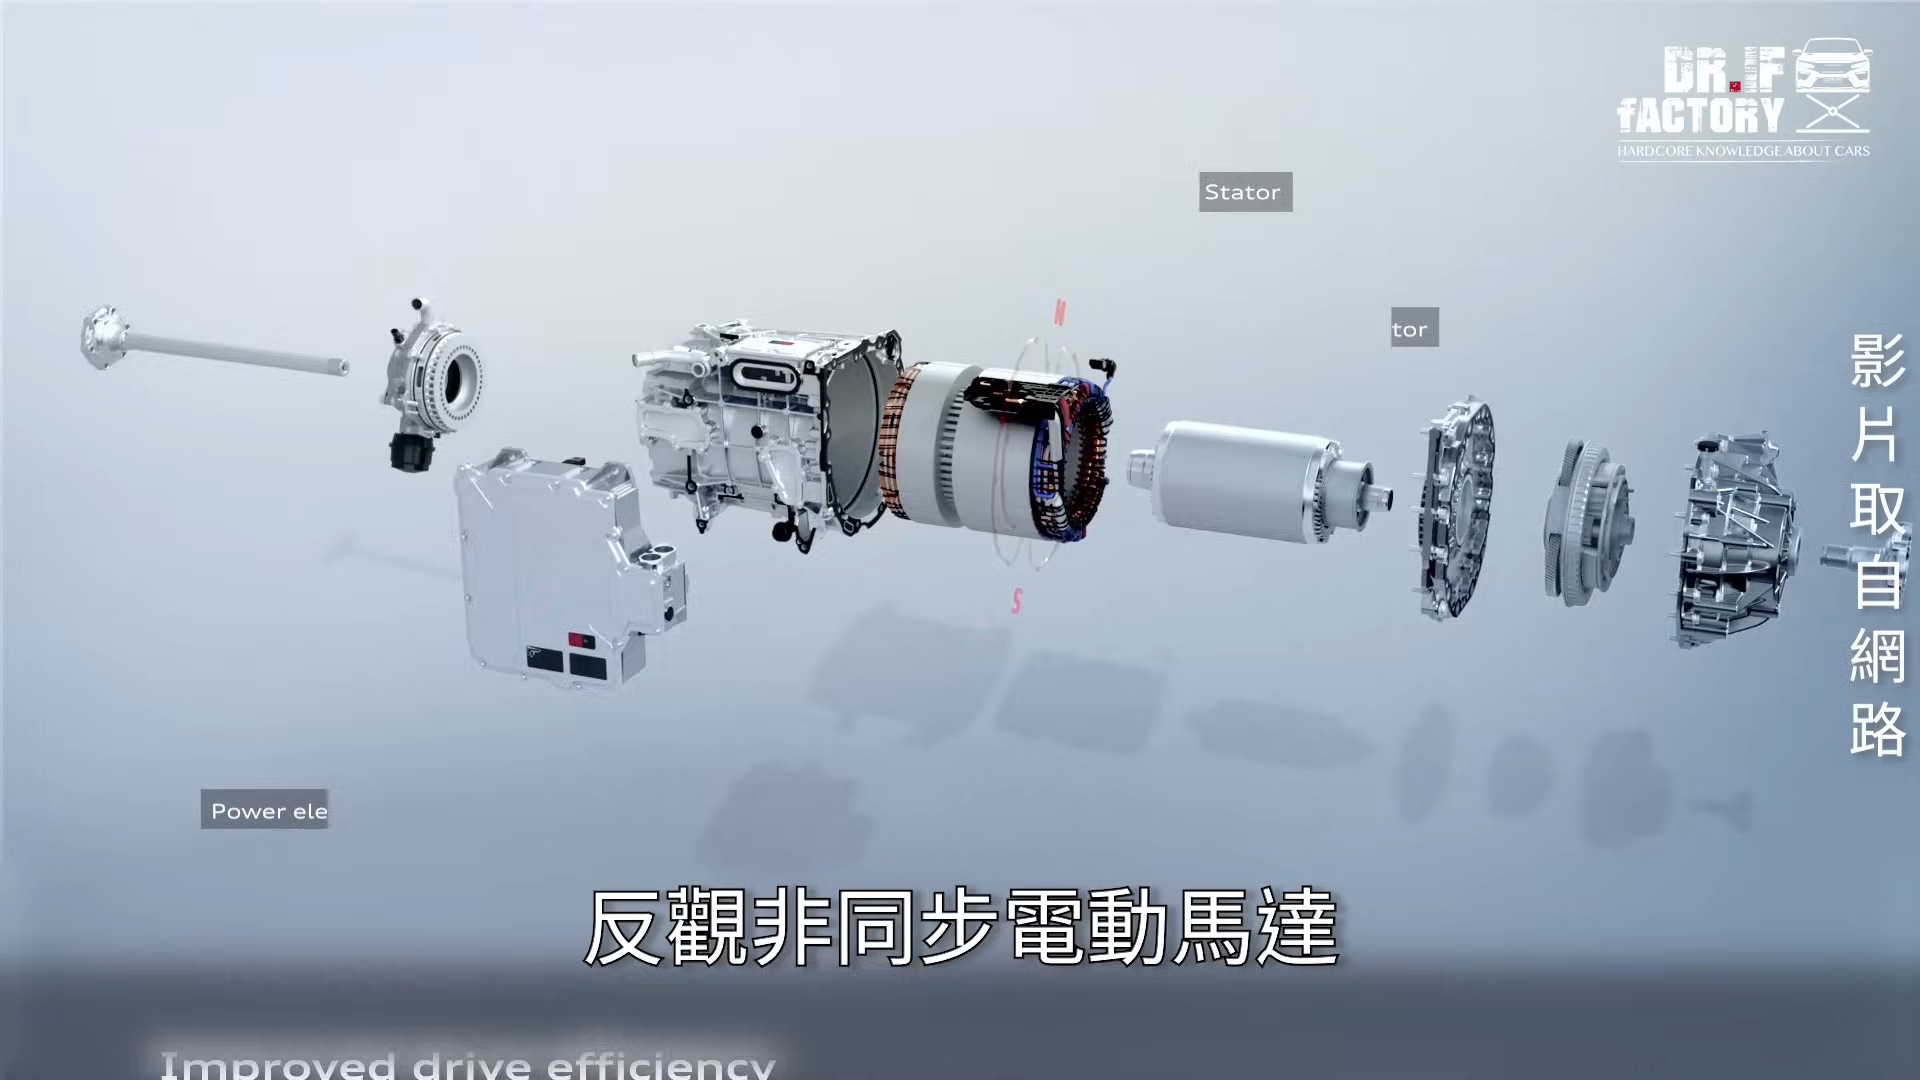 DR.IF
fACTORY
HARDCORE KNOWLEDGE ABOUT CARS
Stator
tor
N
S
影片取自網路
Power ele
反觀非同步電動馬達
Improved drive efficiency